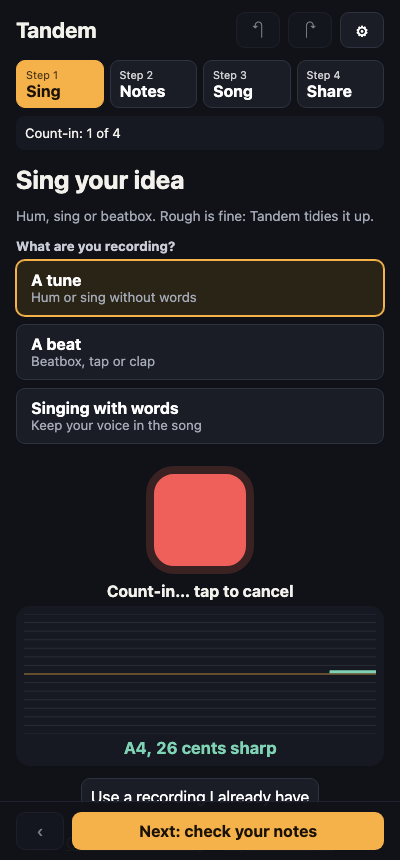 Tandem
Step 1
Sing
Step 2
Notes
Step 3
Song
Step 4
Share
Count-in: 1 of 4
Sing your idea
Hum, sing or beatbox. Rough is fine: Tandem tidies it up.
What are you recording?
A tune
Hum or sing without words
A beat
Beatbox, tap or clap
Singing with words
Keep your voice in the song
Count-in... tap to cancel
A4, 26 cents sharp
Use a recording I already have
Next: check your notes